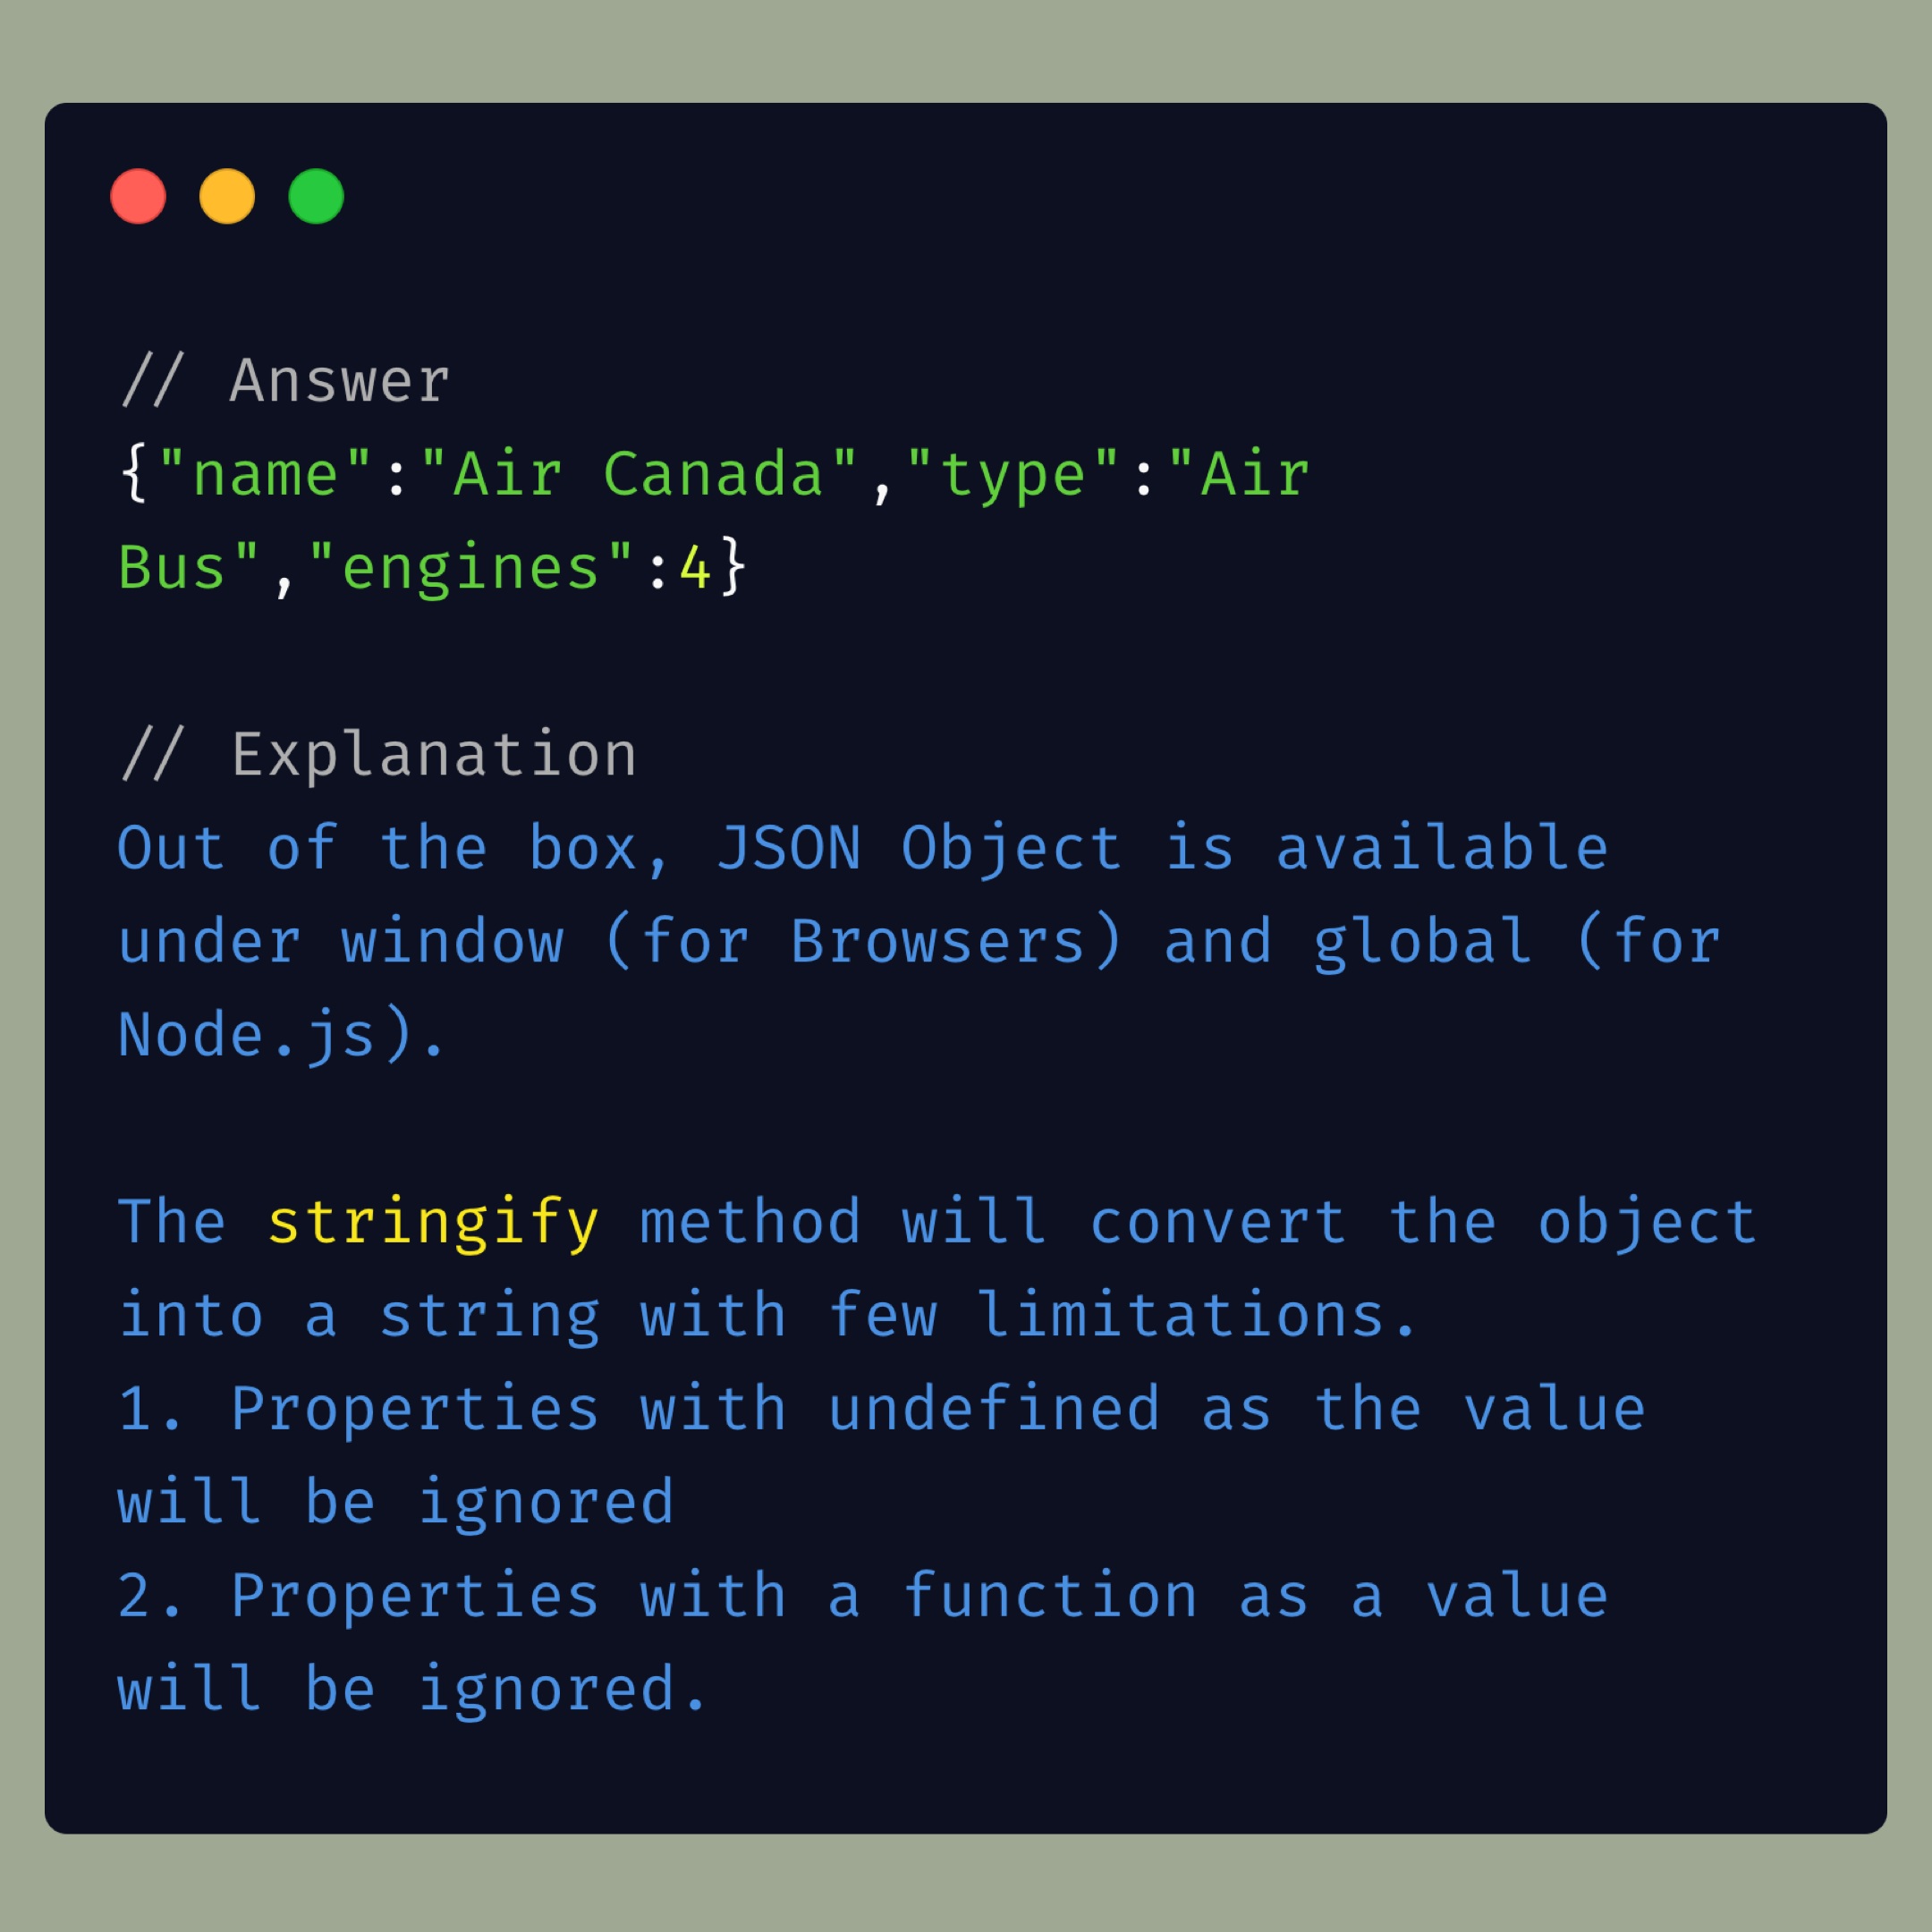 // Answer
{"name":"Air Canada","type":"Air
Bus","engines":4}
// Explanation
Out of the box, JSON Object is available
under window (for Browsers) and global (for
Node.js).
The stringify method will convert the object
into a string with few limitations.
1. Properties with undefined as the value
will be ignored
2. Properties with a function as a value
will be ignored.